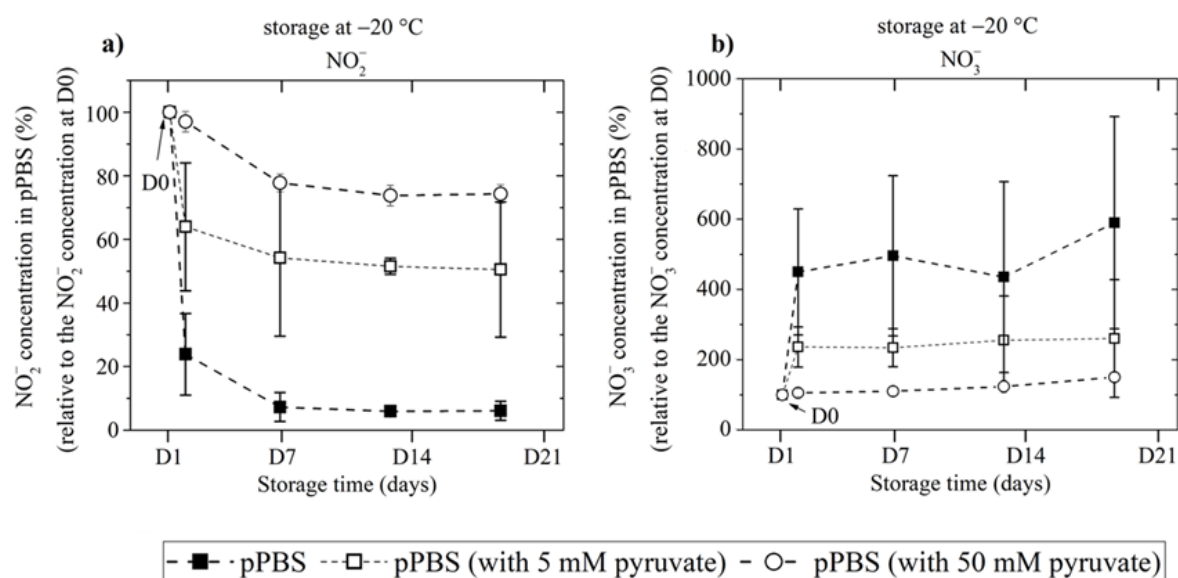 storage at −20 °C
a)
NO₂⁻
NO₂⁻ concentration in pPBS (%)
(relative to the NO₂⁻ concentration at D0)
100
80
60
40
20
0
D0
D1 D7 D14 D21
Storage time (days)
storage at −20 °C
b)
NO₃⁻
NO₃⁻ concentration in pPBS (%)
(relative to the NO₃⁻ concentration at D0)
1000
800
600
400
200
0
D0
D1 D7 D14 D21
Storage time (days)
pPBS pPBS (with 5 mM pyruvate) pPBS (with 50 mM pyruvate)